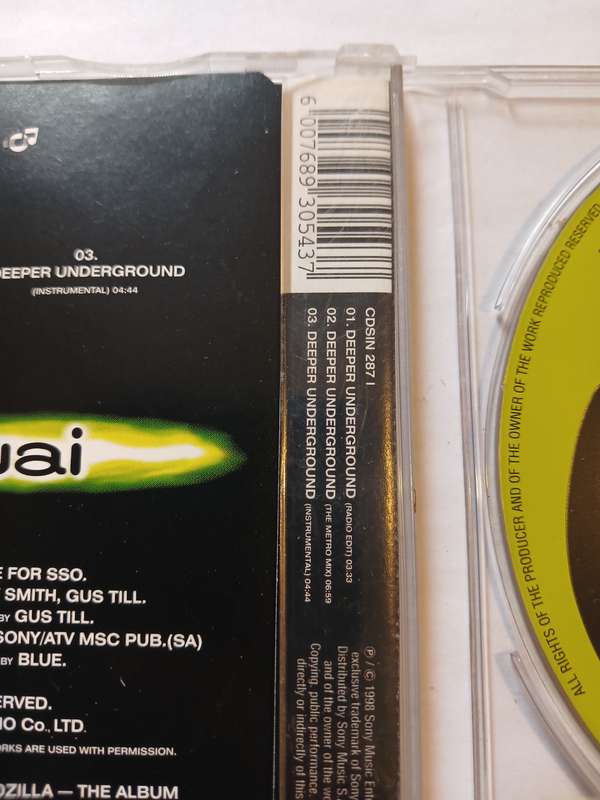 03.
DEEPER UNDERGROUND
(INSTRUMENTAL) 04:44
uai
E FOR SSO.
SMITH, GUS TILL.
BY GUS TILL.
SONY/ATV MSC PUB.(SA)
BY BLUE.
RVED.
IO Co., LTD.
ORKS ARE USED WITH PERMISSION.
DZILLA — THE ALBUM
6 007689 305437
CDSIN 287 I
01. DEEPER UNDERGROUND (RADIO EDIT) 03:33
02. DEEPER UNDERGROUND (THE METRO MIX) 06:59
03. DEEPER UNDERGROUND (INSTRUMENTAL) 04:44
℗ / © 1998 Sony Music Ent
exclusive trademark of Sony
Distributed by Sony Music S.A
and of the owner of the wo
Copying, public performance,
directly or indirectly of this
ALL RIGHTS OF THE PRODUCER AND OF THE OWNER OF THE WORK REPRODUCED RESERVED